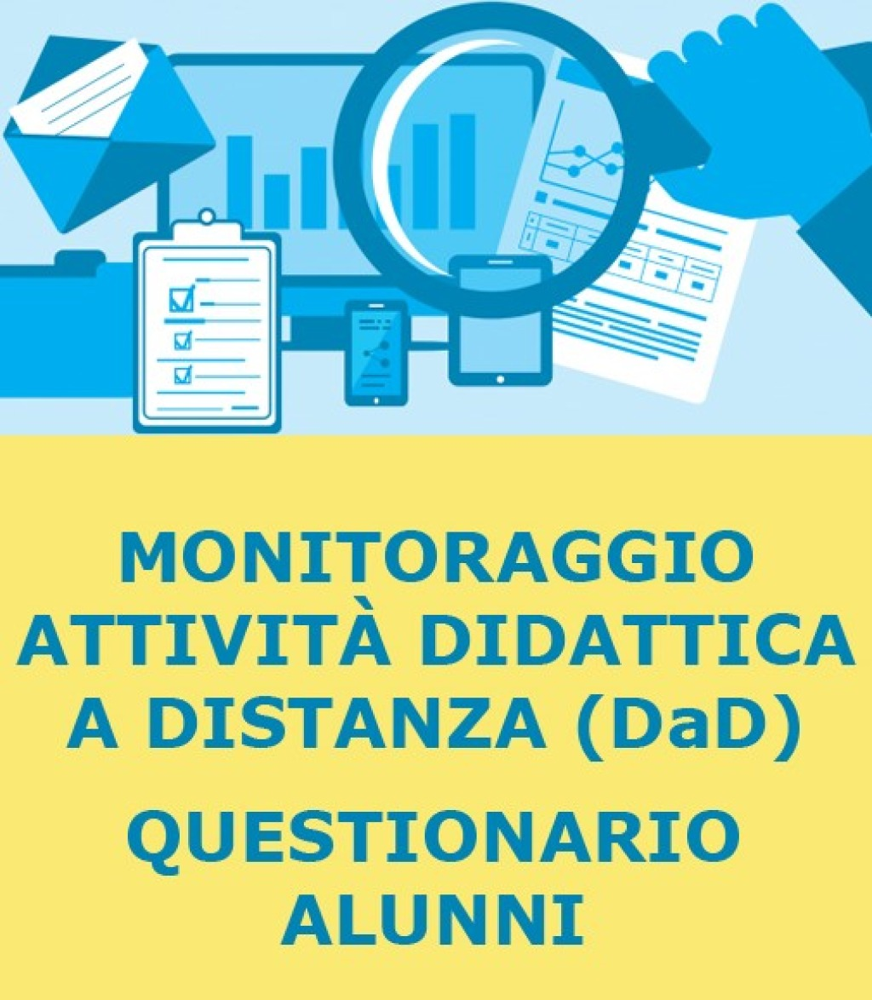 MONITORAGGIO
ATTIVITÀ DIDATTICA
A DISTANZA (DaD)
QUESTIONARIO
ALUNNI